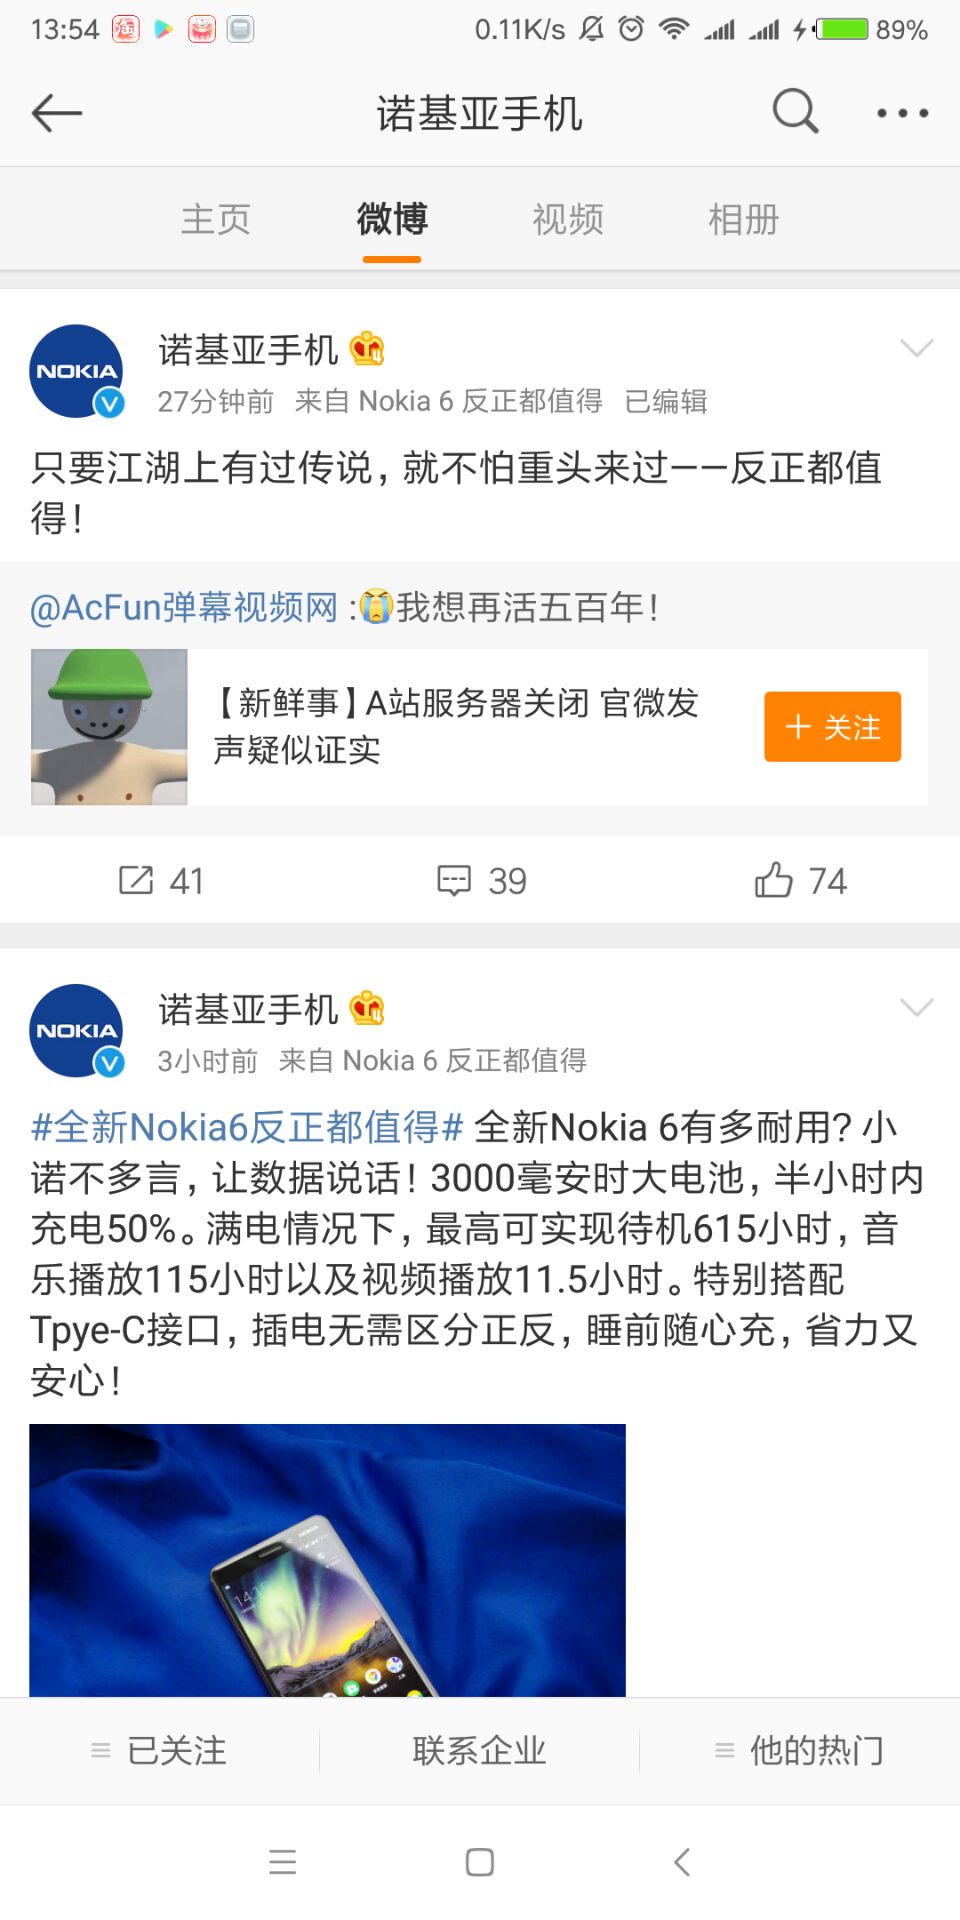 13:54
0.11K/s
89%
诺基亚手机
主页 微博 视频 相册
诺基亚手机
NOKIA
27分钟前 来自 Nokia 6 反正都值得 已编辑
只要江湖上有过传说，就不怕重头来过——反正都值
得！
@AcFun弹幕视频网 :我想再活五百年！
【新鲜事】A站服务器关闭 官微发
声疑似证实
+ 关注
41 39 74
诺基亚手机
NOKIA
3小时前 来自 Nokia 6 反正都值得
#全新Nokia6反正都值得# 全新Nokia 6有多耐用？小
诺不多言，让数据说话！3000毫安时大电池，半小时内
充电50%。满电情况下，最高可实现待机615小时，音
乐播放115小时以及视频播放11.5小时。特别搭配
Tpye-C接口，插电无需区分正反，睡前随心充，省力又
安心！
已关注 联系企业 他的热门